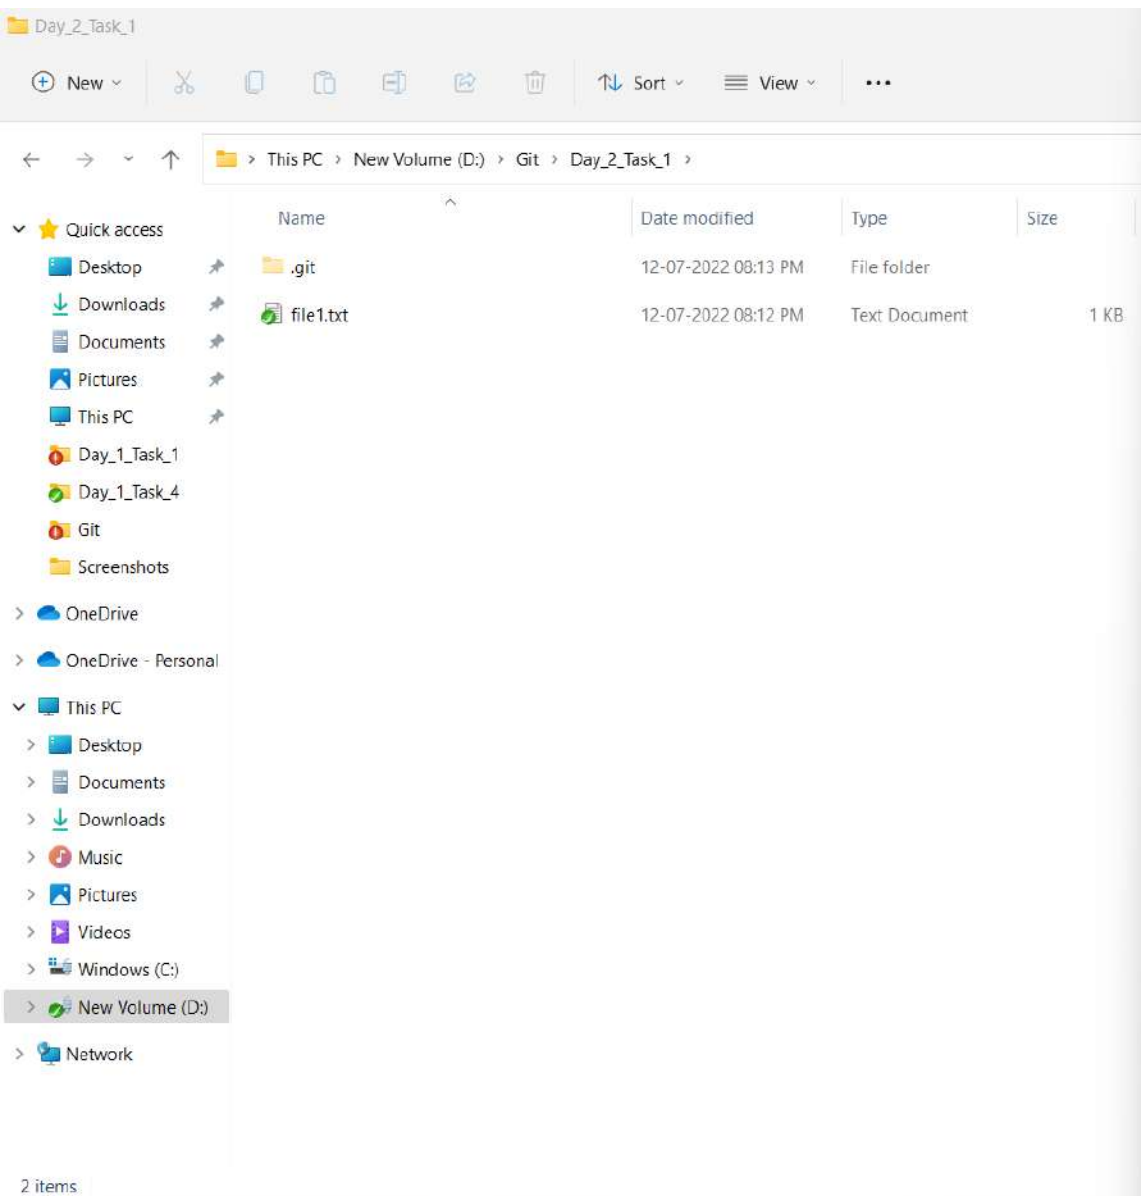 Day_2_Task_1
New Sort View
This PC New Volume (D:) Git Day_2_Task_1
Name Date modified Type Size
Quick access
Desktop
Downloads
Documents
Pictures
This PC
Day_1_Task_1
Day_1_Task_4
Git
Screenshots
OneDrive
OneDrive - Personal
This PC
Desktop
Documents
Downloads
Music
Pictures
Videos
Windows (C:)
New Volume (D:)
Network
.git 12-07-2022 08:13 PM File folder
file1.txt 12-07-2022 08:12 PM Text Document 1 KB
2 items